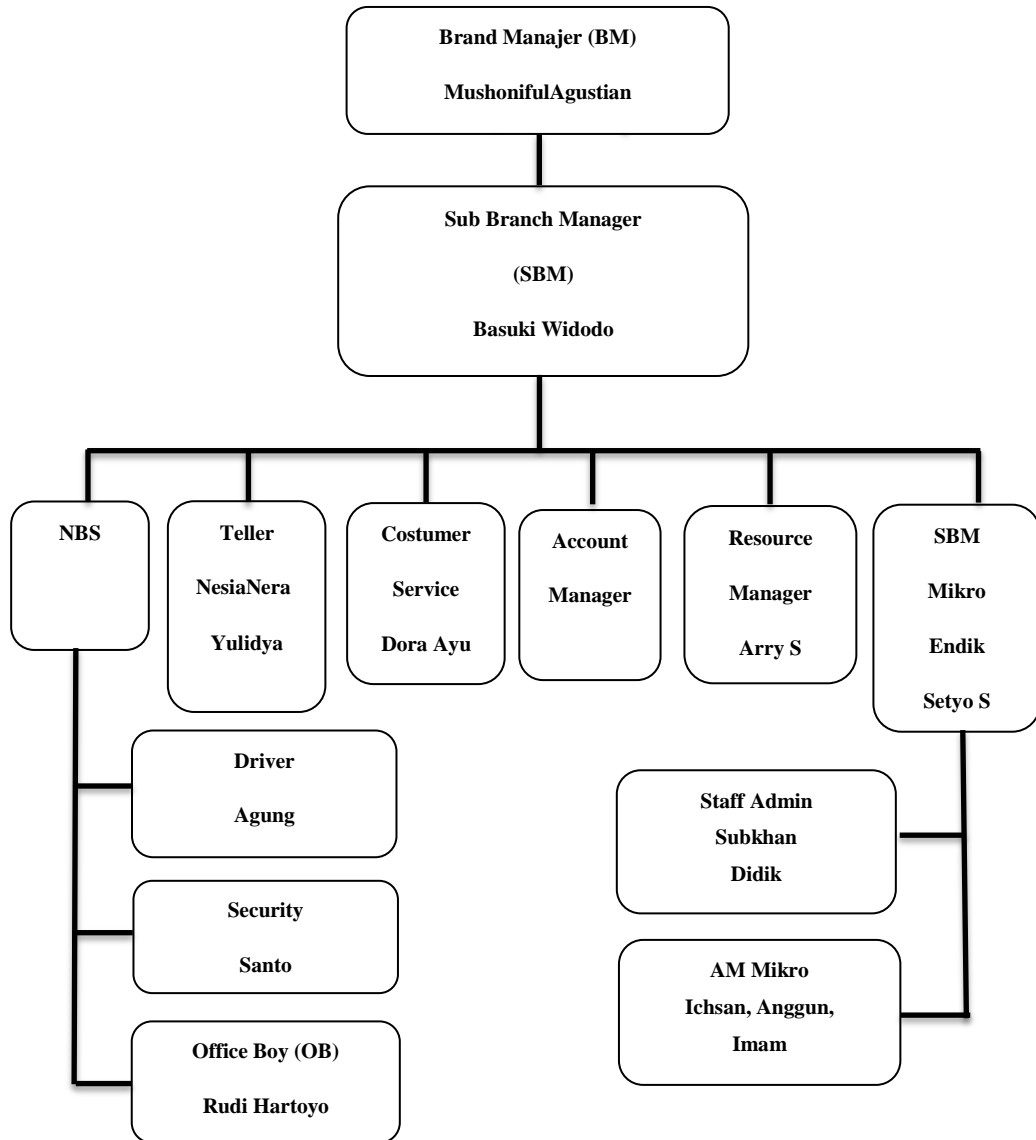 Brand Manajer (BM)
MushonifulAgustian
Sub Branch Manager
(SBM)
Basuki Widodo
NBS
Teller
NesiaNera
Yulidya
Costumer
Service
Dora Ayu
Account
Manager
Resource
Manager
Arry S
SBM
Mikro
Endik
Setyo S
Driver
Agung
Security
Santo
Office Boy (OB)
Rudi Hartoyo
Staff Admin
Subkhan
Didik
AM Mikro
Ichsan, Anggun,
Imam